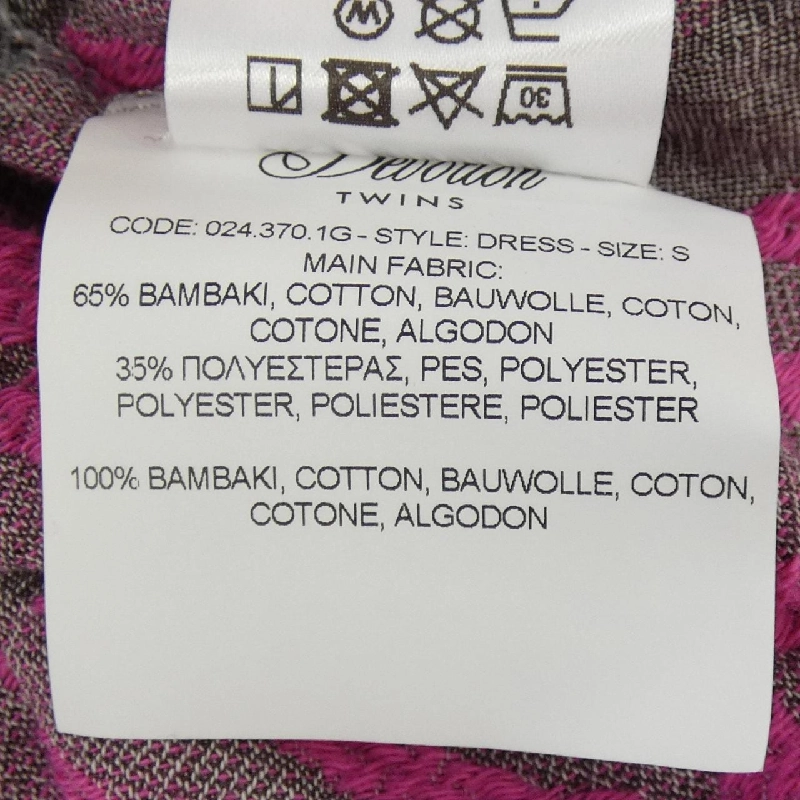 W
30
Devotion
TWINS
CODE: 024.370.1G - STYLE: DRESS - SIZE: S
MAIN FABRIC:
65% BAMBAKI, COTTON, BAUWOLLE, COTON,
COTONE, ALGODON
35% ΠΟΛΥΕΣΤΕΡΑΣ, PES, POLYESTER,
POLYESTER, POLIESTERE, POLIESTER
100% BAMBAKI, COTTON, BAUWOLLE, COTON,
COTONE, ALGODON